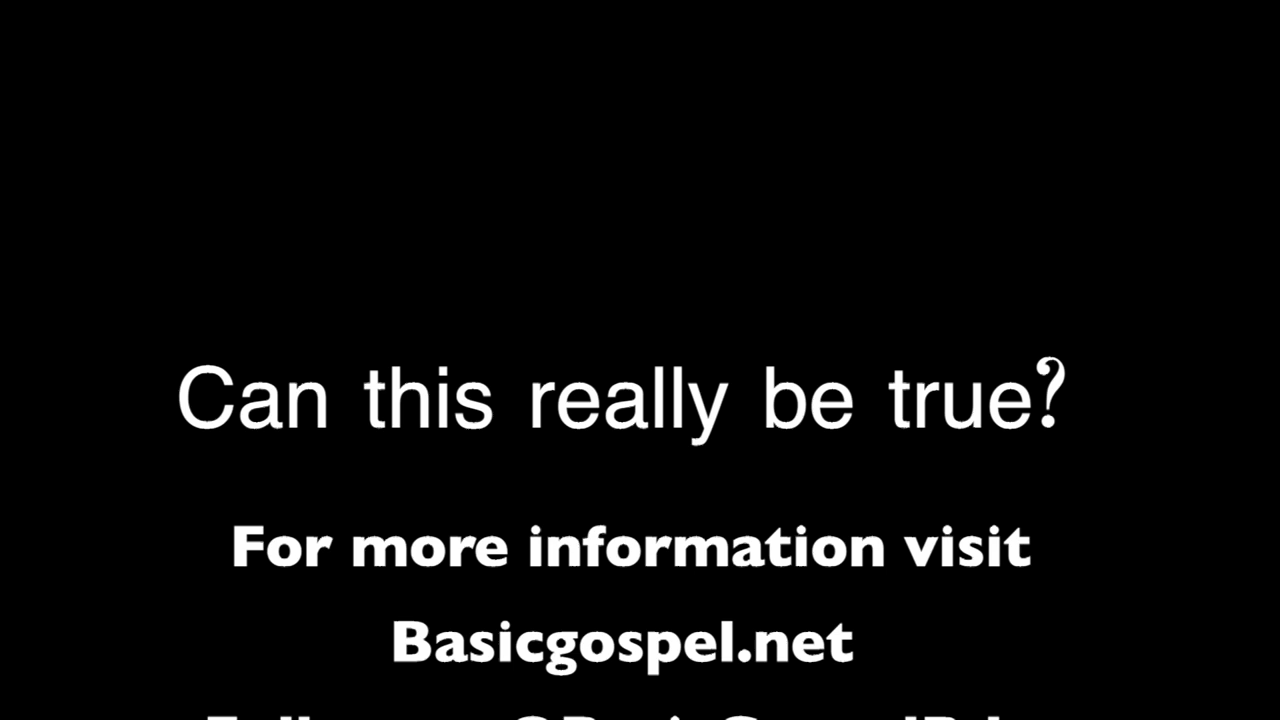 Can this really be true?
For more information visit
Basicgospel.net